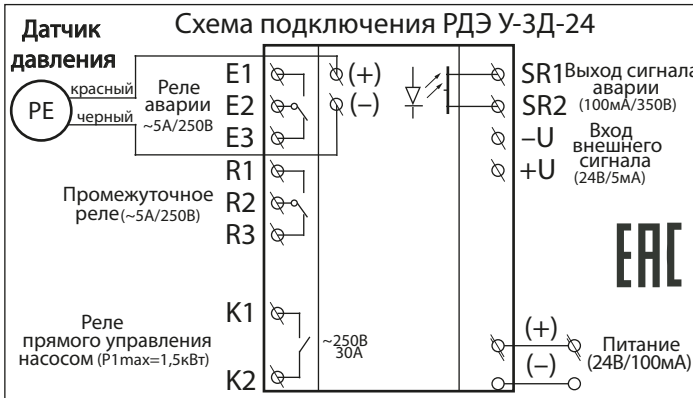 Схема подключения РДЭ У-3Д-24
Датчик
давления
PE
красный
черный
Реле
аварии
~5А/250В
E1
E2
E3
(+)
(−)
SR1
SR2
Выход сигнала
аварии
(100мА/350В)
–U
+U
Вход
внешнего
сигнала
(24В/5мА)
Промежуточное
реле(~5А/250В)
R1
R2
R3
EAC
Реле
прямого управления
насосом (P1max=1,5кВт)
K1
K2
~250В
30А
(+)
(−)
Питание
(24В/100мА)